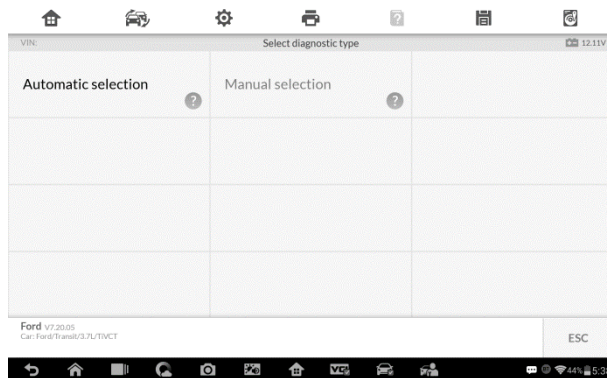 VIN:
Select diagnostic type
12.11V
Automatic selection
?
Manual selection
?
Ford V7.20.05
Car: Ford/Transit/3.7L/TiVCT
ESC
VCMI
44%